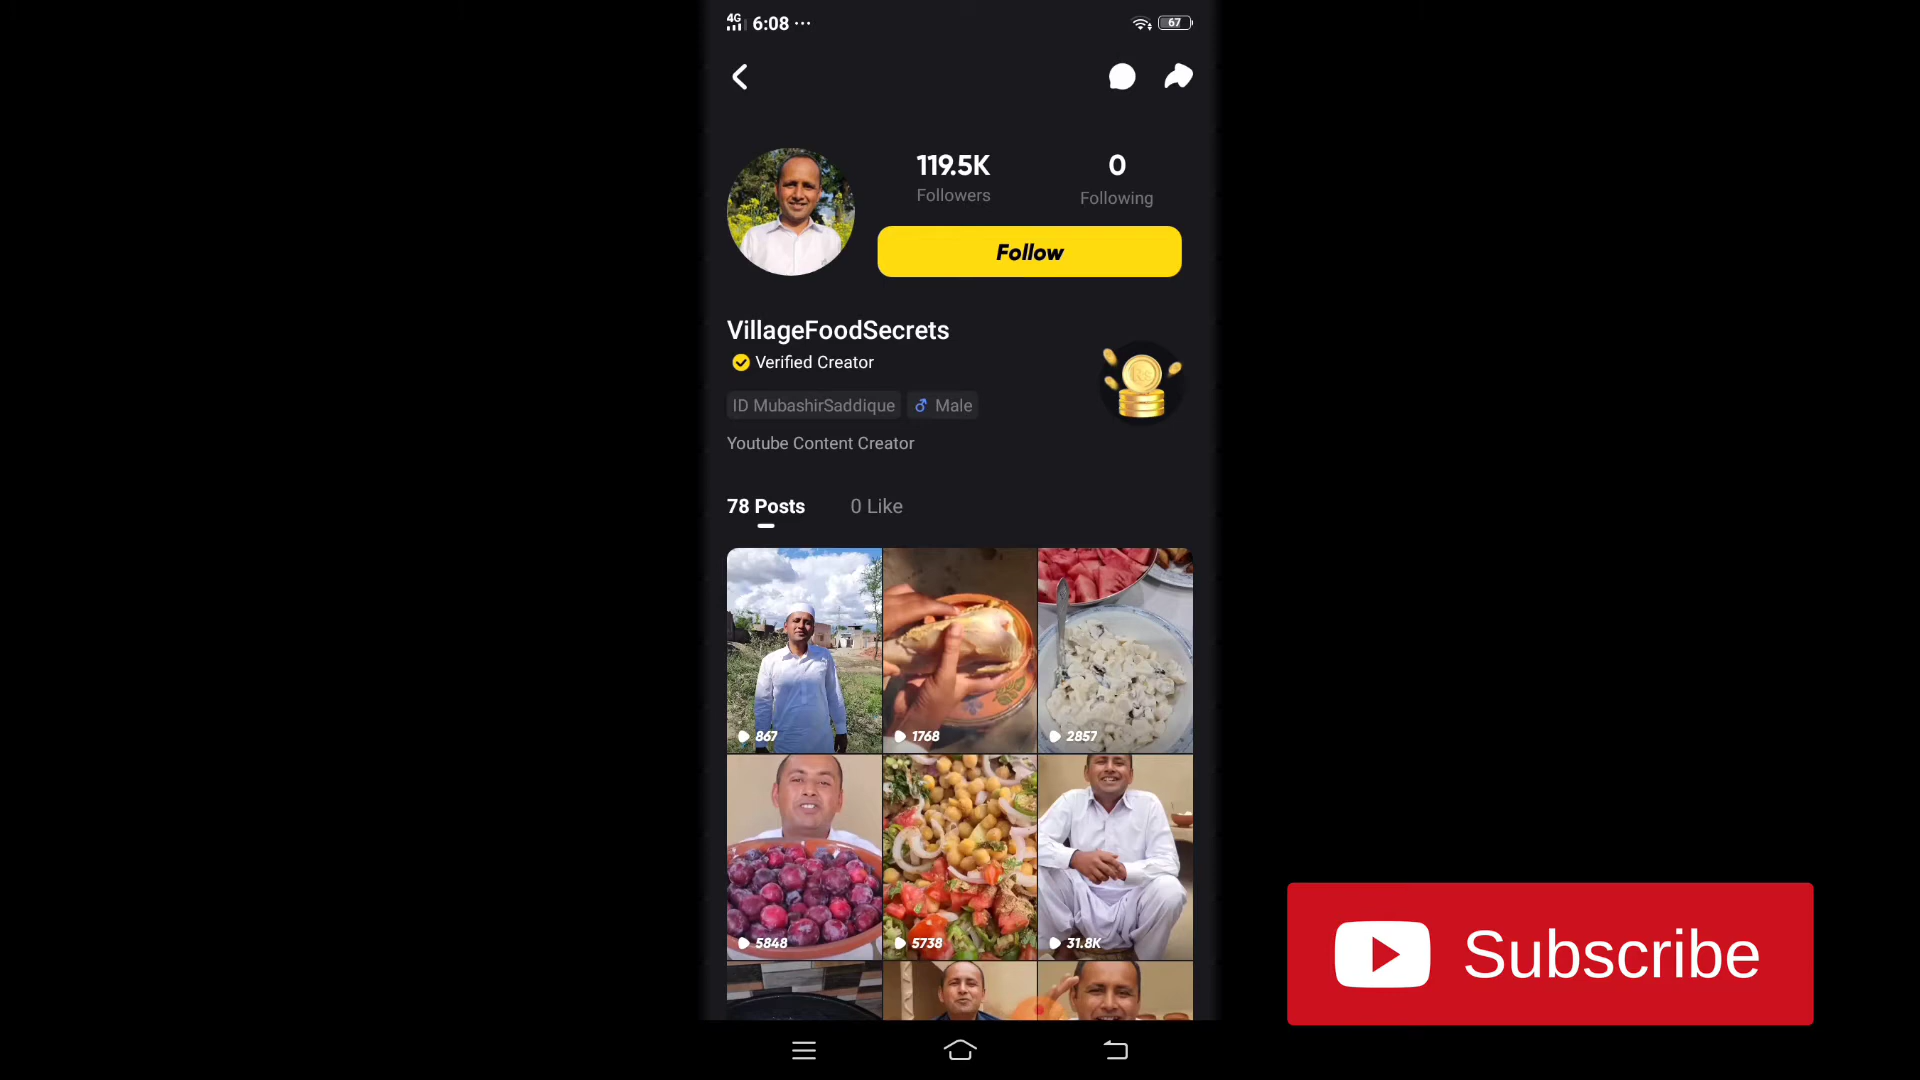 4G 6:08 ... 67
119.5K
Followers
0
Following
Follow
VillageFoodSecrets
Verified Creator
ID MubashirSaddique
Male
Youtube Content Creator
78 Posts
0 Like
867
1768
2857
5848
5738
31.8K
Subscribe